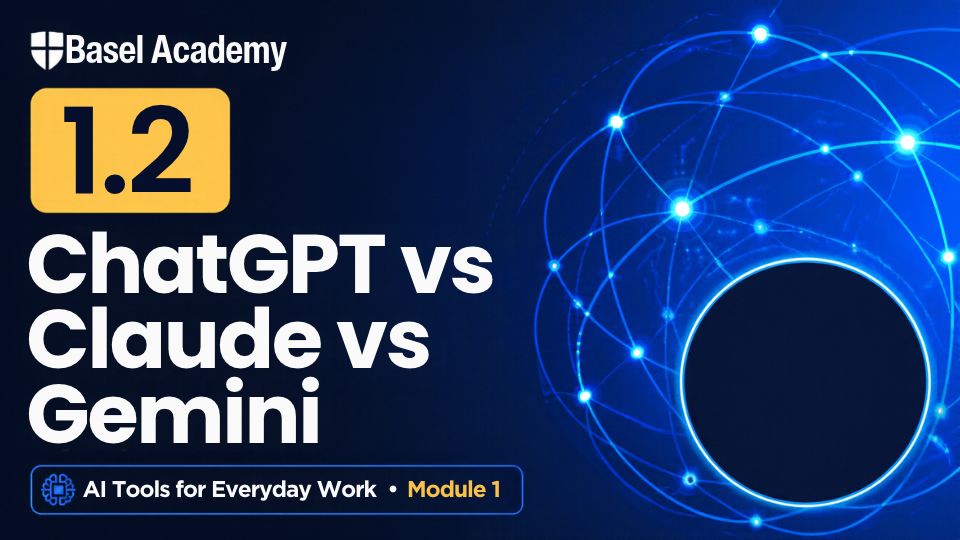 Basel Academy
1.2
ChatGPT vs
Claude vs
Gemini
AI Tools for Everyday Work • Module 1